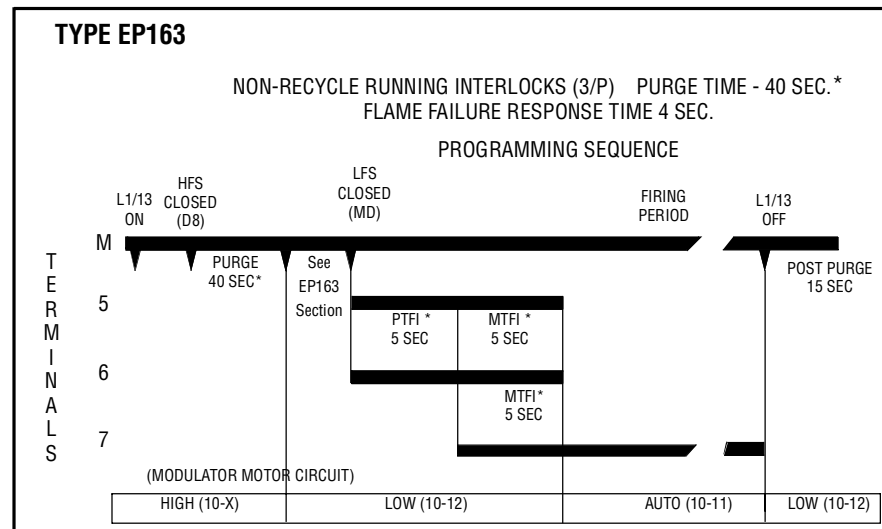 TYPE EP163
NON-RECYCLE RUNNING INTERLOCKS (3/P) PURGE TIME - 40 SEC.*
FLAME FAILURE RESPONSE TIME 4 SEC.
PROGRAMMING SEQUENCE
L1/13
ON
HFS
CLOSED
(D8)
LFS
CLOSED
(MD)
FIRING
PERIOD
L1/13
OFF
TERMINALS
M
PURGE
40 SEC*
See
EP163
Section
POST PURGE
15 SEC
5
PTFI *
5 SEC
MTFI *
5 SEC
6
MTFI*
5 SEC
7
(MODULATOR MOTOR CIRCUIT)
HIGH (10-X) LOW (10-12) AUTO (10-11) LOW (10-12)